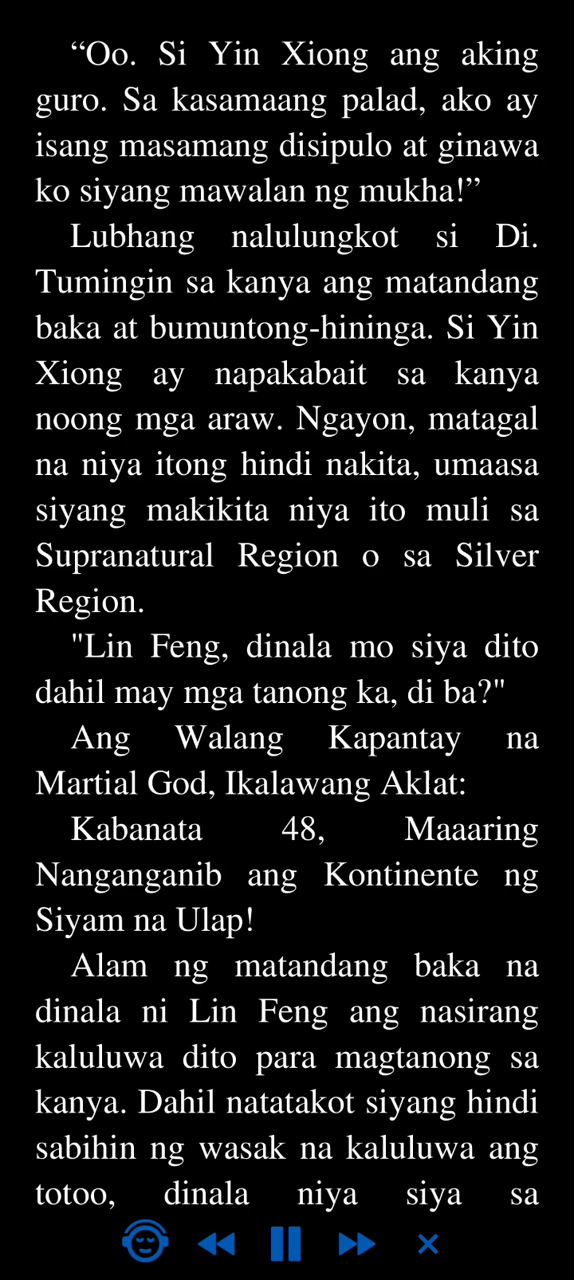 “Oo. Si Yin Xiong ang aking
guro. Sa kasamaang palad, ako ay
isang masamang disipulo at ginawa
ko siyang mawalan ng mukha!”
Lubhang nalulungkot si Di.
Tumingin sa kanya ang matandang
baka at bumuntong-hininga. Si Yin
Xiong ay napakabait sa kanya
noong mga araw. Ngayon, matagal
na niya itong hindi nakita, umaasa
siyang makikita niya ito muli sa
Supranatural Region o sa Silver
Region.
"Lin Feng, dinala mo siya dito
dahil may mga tanong ka, di ba?"
Ang Walang Kapantay na
Martial God, Ikalawang Aklat:
Kabanata 48, Maaaring
Nanganganib ang Kontinente ng
Siyam na Ulap!
Alam ng matandang baka na
dinala ni Lin Feng ang nasirang
kaluluwa dito para magtanong sa
kanya. Dahil natatakot siyang hindi
sabihin ng wasak na kaluluwa ang
totoo, dinala niya siya sa